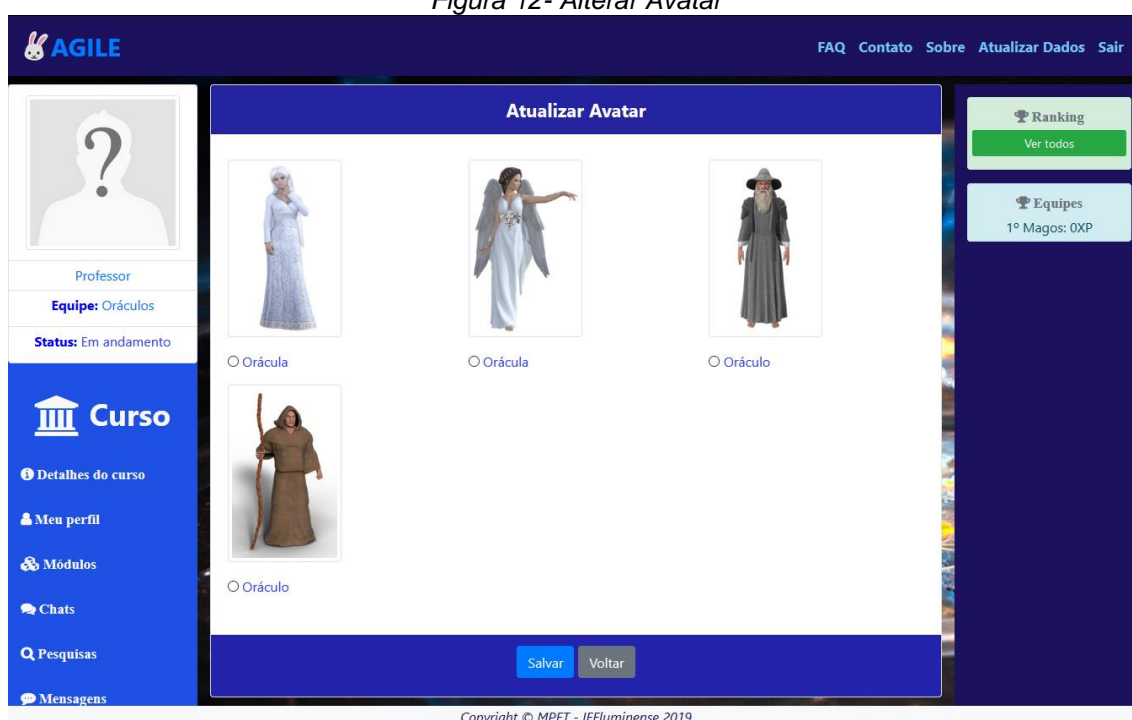 Figura 12- Alterar Avatar
AGILE
FAQ Contato Sobre Atualizar Dados Sair
?
Professor
Equipe: Oráculos
Status: Em andamento
Curso
Detalhes do curso
Meu perfil
Módulos
Chats
Pesquisas
Mensagens
Atualizar Avatar
Orácula
Orácula
Oráculo
Oráculo
Salvar Voltar
Ranking
Ver todos
Equipes
1º Magos: 0XP
Copyright © MPET - IFFluminense 2019